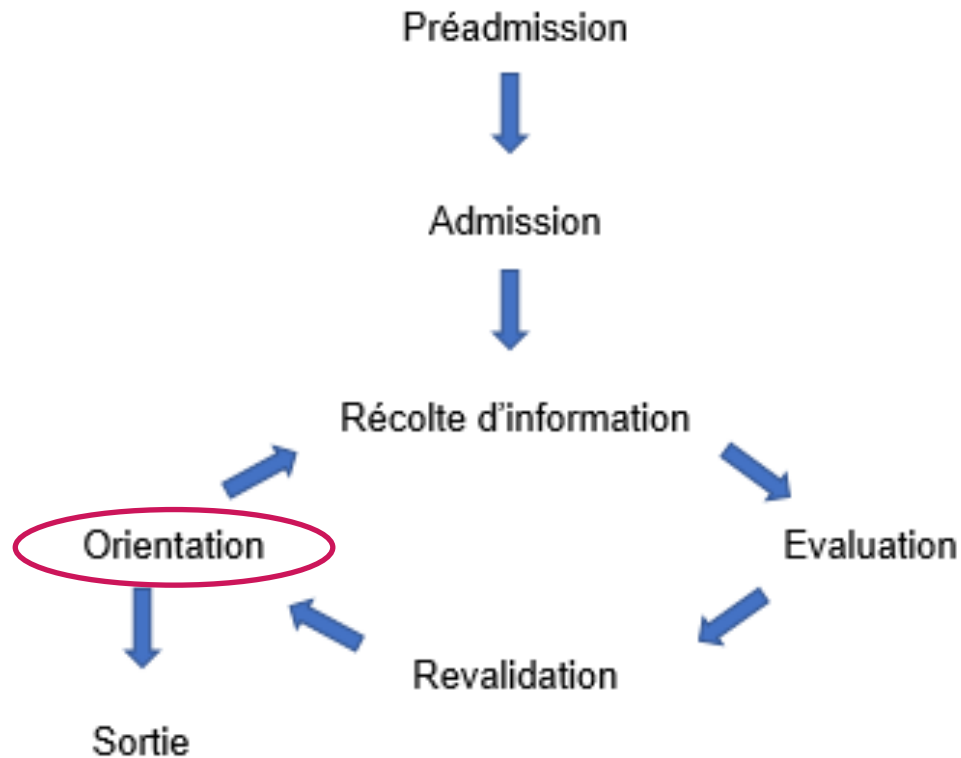 Préadmission
Admission
Récolte d'information
Orientation
Evaluation
Revalidation
Sortie